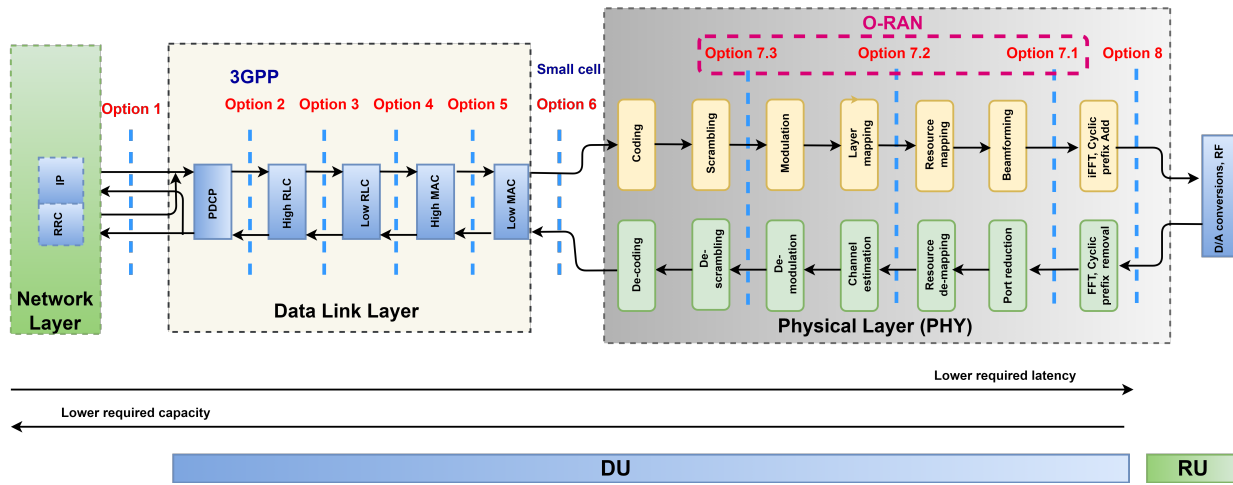 O-RAN
Option 7.3
Option 7.2
Option 7.1
Option 8
3GPP
Small cell
Option 1
Option 2
Option 3
Option 4
Option 5
Option 6
IP
RRC
PDCP
High RLC
Low RLC
High MAC
Low MAC
Coding
Scrambling
Modulation
Layer
mapping
Resource
mapping
Beamforming
iFFT, Cyclic
prefix Add
D/A conversions, RF
De-coding
De-
scrambling
De-
modulation
Channel
estimation
Resource
de-mapping
Port reduction
FFT, Cyclic
prefix removal
Network
Layer
Data Link Layer
Physical Layer (PHY)
Lower required latency
Lower required capacity
DU
RU